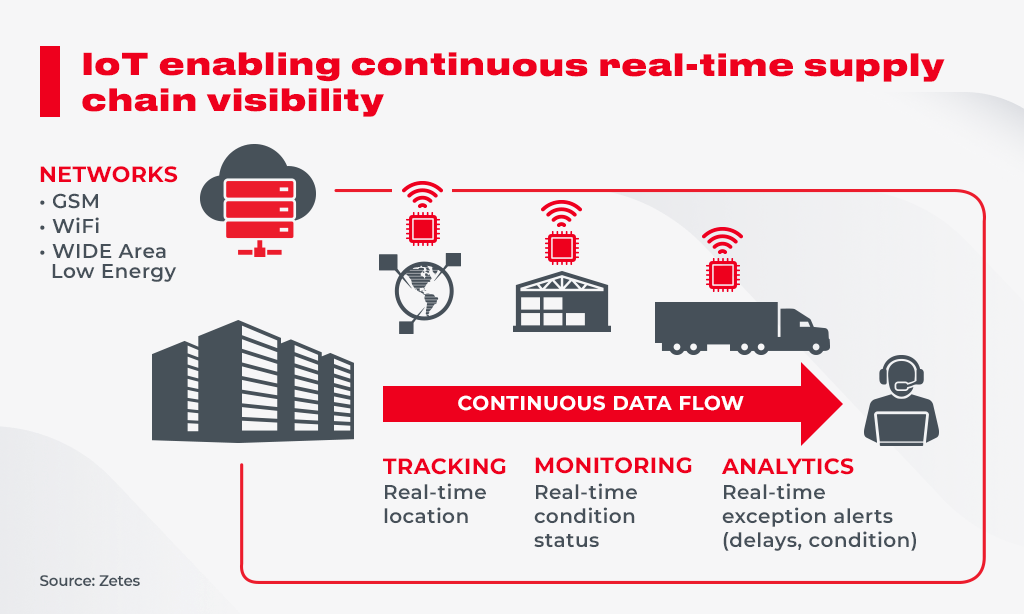 IoT enabling continuous real-time supply
chain visibility
NETWORKS
• GSM
• WiFi
• WIDE Area
Low Energy
CONTINUOUS DATA FLOW
TRACKING
Real-time
location
MONITORING
Real-time
condition
status
ANALYTICS
Real-time
exception alerts
(delays, condition)
Source: Zetes